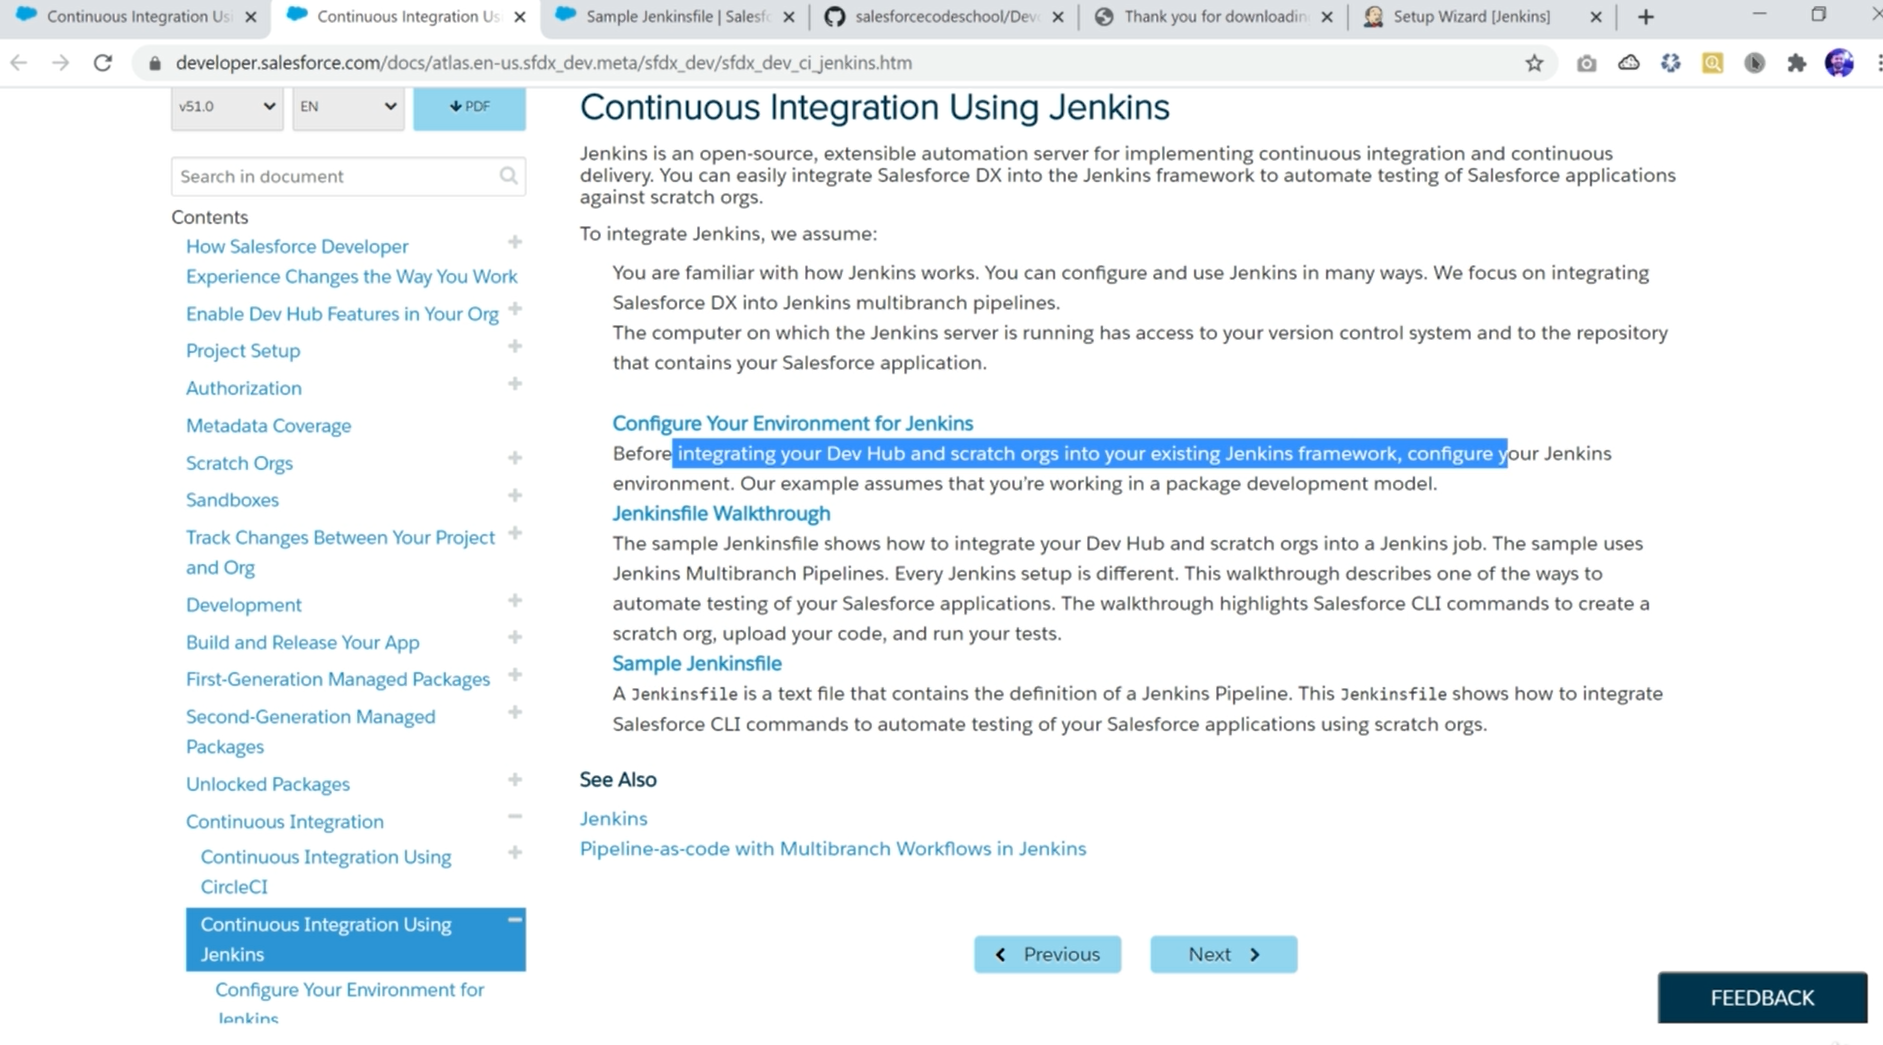 Continuous Integration Usi
Continuous Integration Us
Sample Jenkinsfile | Salesfo
salesforcecodeschool/Dev
Thank you for downloadin
Setup Wizard [Jenkins]
developer.salesforce.com/docs/atlas.en-us.sfdx_dev.meta/sfdx_dev/sfdx_dev_ci_jenkins.htm
v51.0
EN
PDF
Search in document
Contents
How Salesforce Developer
Experience Changes the Way You Work
Enable Dev Hub Features in Your Org
Project Setup
Authorization
Metadata Coverage
Scratch Orgs
Sandboxes
Track Changes Between Your Project
and Org
Development
Build and Release Your App
First-Generation Managed Packages
Second-Generation Managed
Packages
Unlocked Packages
Continuous Integration
Continuous Integration Using
CircleCI
Continuous Integration Using
Jenkins
Configure Your Environment for
Jenkins
Continuous Integration Using Jenkins
Jenkins is an open-source, extensible automation server for implementing continuous integration and continuous
delivery. You can easily integrate Salesforce DX into the Jenkins framework to automate testing of Salesforce applications
against scratch orgs.
To integrate Jenkins, we assume:
You are familiar with how Jenkins works. You can configure and use Jenkins in many ways. We focus on integrating
Salesforce DX into Jenkins multibranch pipelines.
The computer on which the Jenkins server is running has access to your version control system and to the repository
that contains your Salesforce application.
Configure Your Environment for Jenkins
Before integrating your Dev Hub and scratch orgs into your existing Jenkins framework, configure your Jenkins
environment. Our example assumes that you're working in a package development model.
Jenkinsfile Walkthrough
The sample Jenkinsfile shows how to integrate your Dev Hub and scratch orgs into a Jenkins job. The sample uses
Jenkins Multibranch Pipelines. Every Jenkins setup is different. This walkthrough describes one of the ways to
automate testing of your Salesforce applications. The walkthrough highlights Salesforce CLI commands to create a
scratch org, upload your code, and run your tests.
Sample Jenkinsfile
A Jenkinsfile is a text file that contains the definition of a Jenkins Pipeline. This Jenkinsfile shows how to integrate
Salesforce CLI commands to automate testing of your Salesforce applications using scratch orgs.
See Also
Jenkins
Pipeline-as-code with Multibranch Workflows in Jenkins
Previous
Next
FEEDBACK